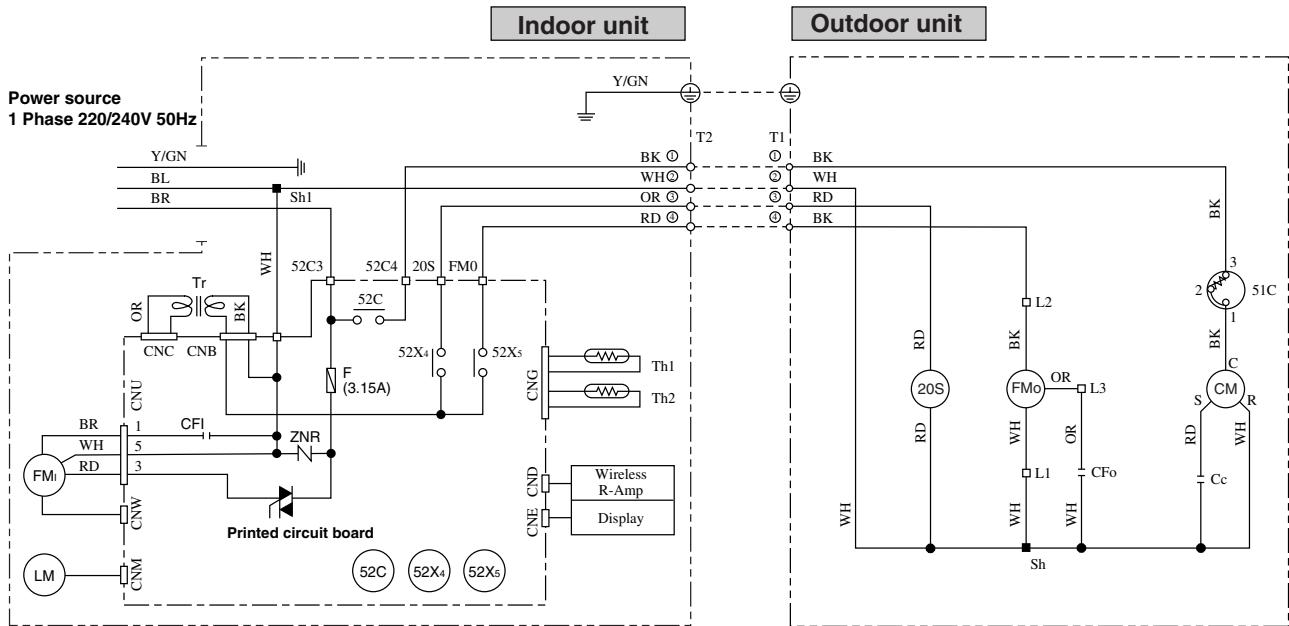 Indoor unit
Outdoor unit
Power source
1 Phase 220/240V 50Hz
Y/GN
T2
T1
Y/GN
BL
BR
Sh1
BK ①
WH ②
OR ③
RD ④
① BK
② WH
③ RD
④ BK
WH
52C3
52C4
20S
FM0
Tr
OR
BK
CNC
CNB
52C
52X4
52X5
F
(3.15A)
CNG
Th1
Th2
CNU
BR
1
CFI
WH
5
ZNR
RD
3
FMI
CNW
Printed circuit board
CND
Wireless
R-Amp
CNE
Display
LM
CNM
52C
52X4
52X5
BK
3
2
51C
1
BK
L2
RD
BK
20S
FMo
OR
L3
C
CM
S
R
RD
WH
OR
RD
WH
L1
CFo
Cc
WH
WH
WH
Sh